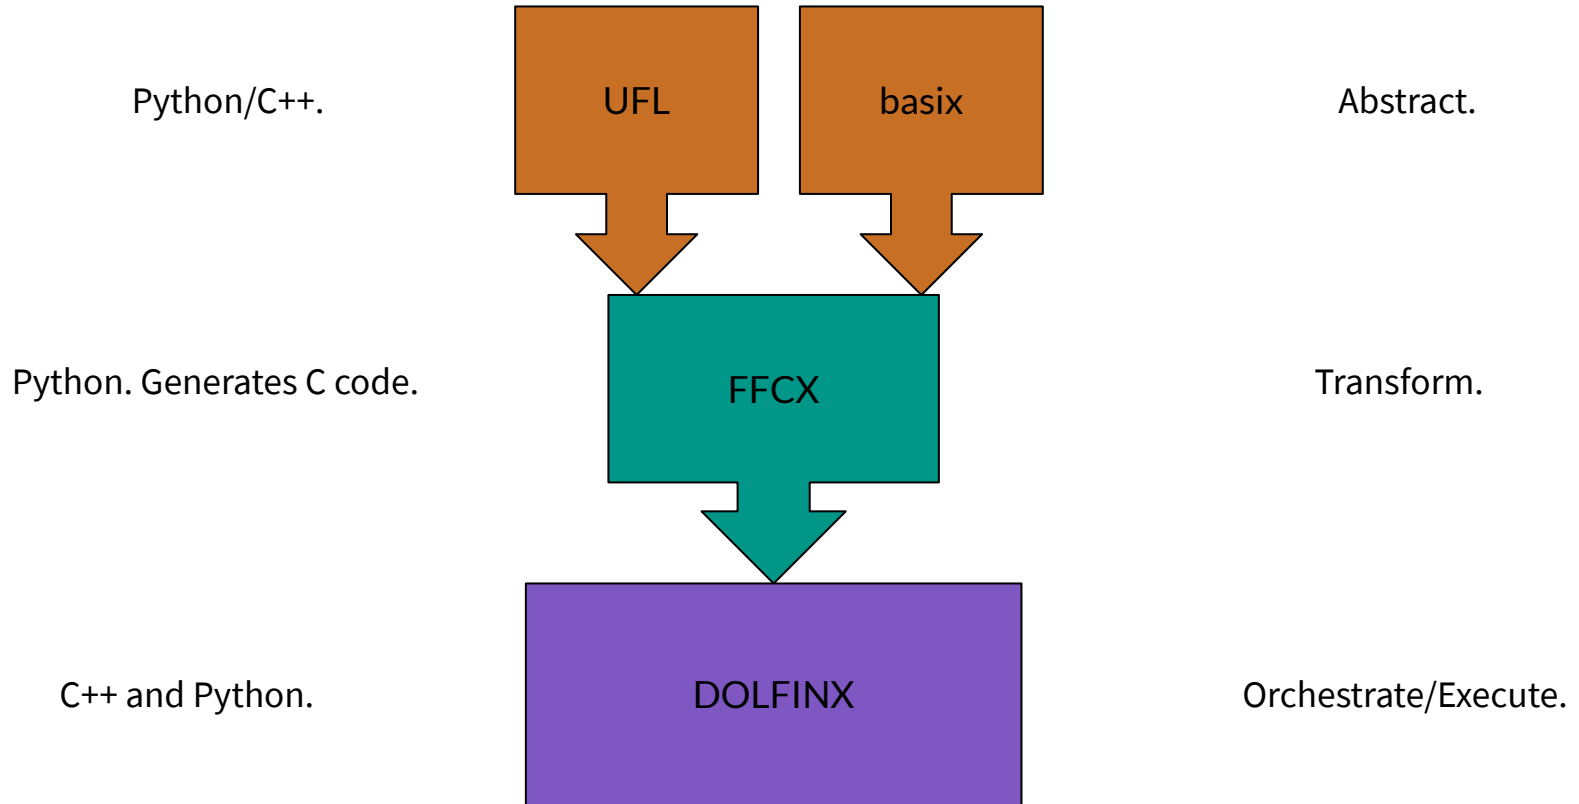 Python/C++.
UFL
basix
Abstract.
Python. Generates C code.
FFCX
Transform.
C++ and Python.
DOLFINX
Orchestrate/Execute.